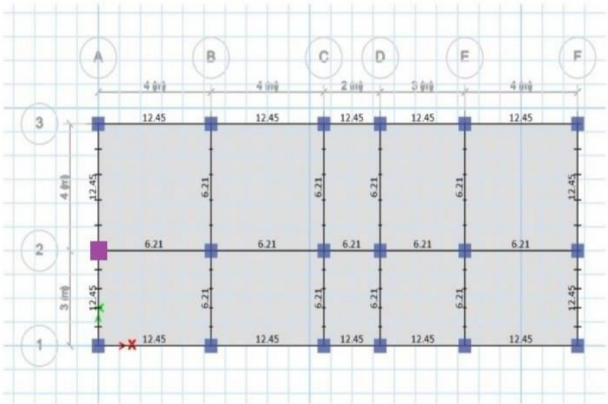 A B C D E F
4 (m) 4 (m) 2 (m) 3 (m) 4 (m)
3 12.45 12.45 12.45 12.45 12.45
4 (m) 12.45 6.21 6.21 6.21 6.21 12.45
2 6.21 6.21 6.21 6.21 6.21
3 (m) 12.45 6.21 6.21 6.21 6.21 12.45
1 12.45 12.45 12.45 12.45 12.45
X